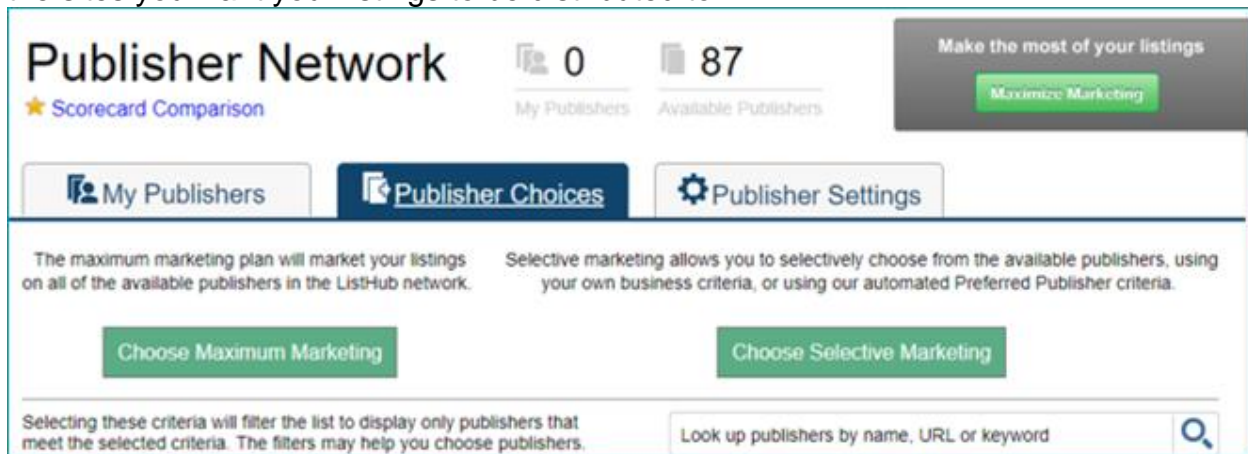 Publisher Network
0
87
Make the most of your listings
Scorecard Comparison
My Publishers
Available Publishers
Maximize Marketing
My Publishers
Publisher Choices
Publisher Settings
The maximum marketing plan will market your listings
on all of the available publishers in the ListHub network.
Selective marketing allows you to selectively choose from the available publishers, using
your own business criteria, or using our automated Preferred Publisher criteria.
Choose Maximum Marketing
Choose Selective Marketing
Selecting these criteria will filter the list to display only publishers that
meet the selected criteria. The filters may help you choose publishers.
Look up publishers by name, URL or keyword